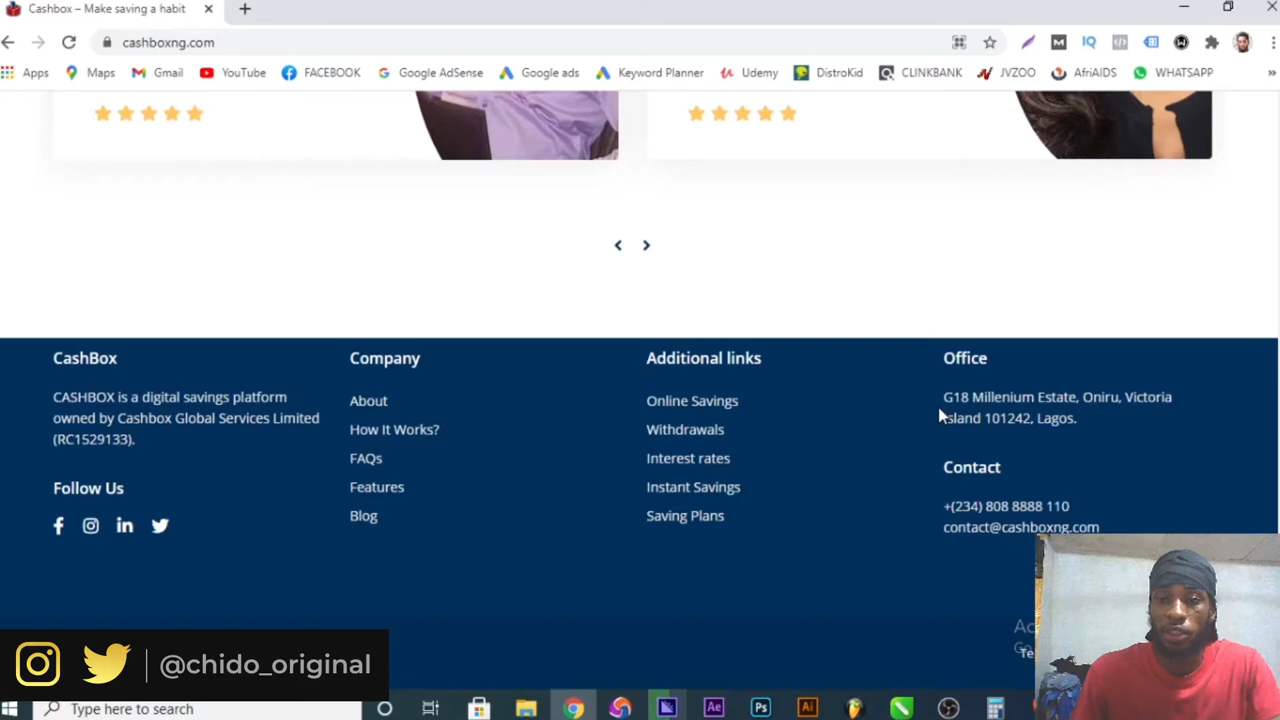 Cashbox – Make saving a habit
cashboxng.com
Apps Maps Gmail YouTube FACEBOOK Google AdSense Google ads Keyword Planner Udemy DistroKid CLINKBANK JVZOO AfriAIDS WHATSAPP »
CashBox
CASHBOX is a digital savings platform
owned by Cashbox Global Services Limited
(RC1529133).
Follow Us
Company
About
How It Works?
FAQs
Features
Blog
Additional links
Online Savings
Withdrawals
Interest rates
Instant Savings
Saving Plans
Office
G18 Millenium Estate, Oniru, Victoria
Island 101242, Lagos.
Contact
+(234) 808 8888 110
contact@cashboxng.com
@chido_original
Type here to search